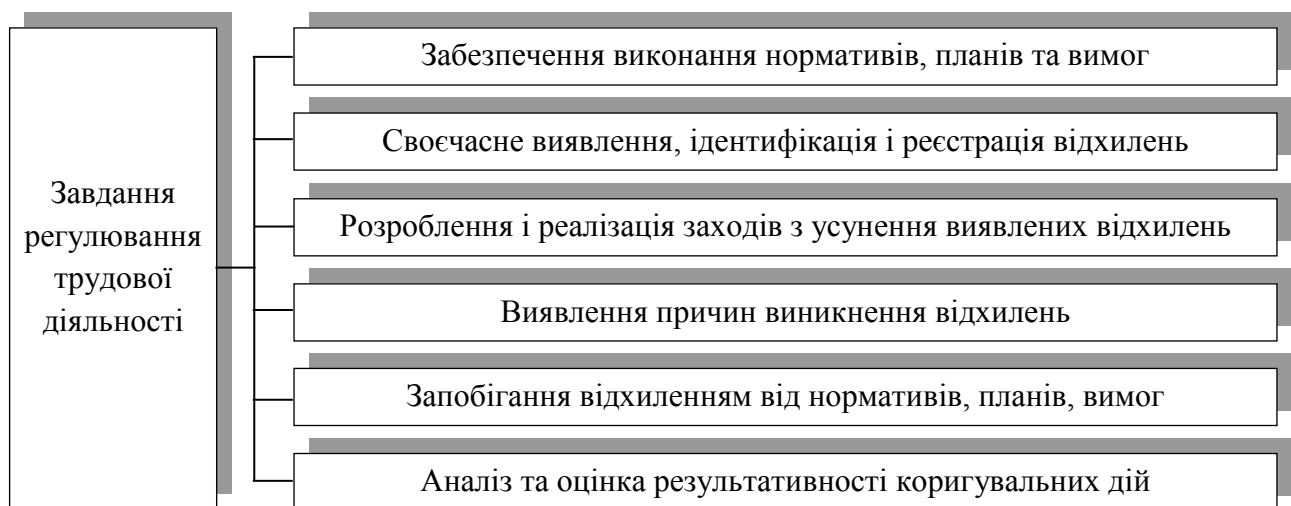 Завдання
регулювання
трудової
діяльності
Забезпечення виконання нормативів, планів та вимог
Своєчасне виявлення, ідентифікація і реєстрація відхилень
Розроблення і реалізація заходів з усунення виявлених відхилень
Виявлення причин виникнення відхилень
Запобігання відхиленням від нормативів, планів, вимог
Аналіз та оцінка результативності коригувальних дій